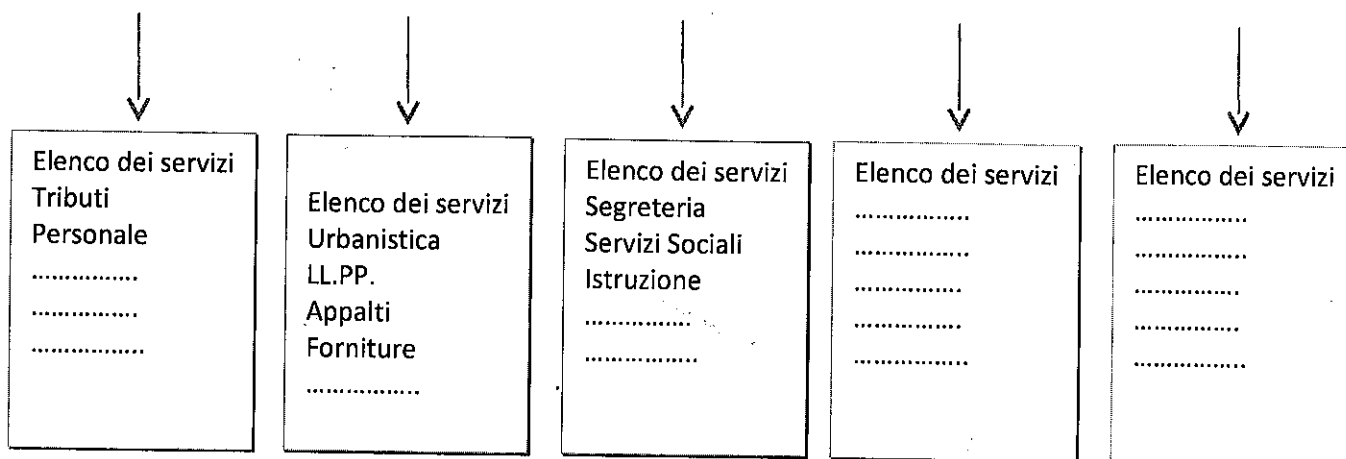 Elenco dei servizi
Tributi
Personale
................
................
.................
Elenco dei servizi
Urbanistica
LL.PP.
Appalti
Forniture
.................
Elenco dei servizi
Segreteria
Servizi Sociali
Istruzione
................
.................
Elenco dei servizi
.................
.................
................
................
.................
Elenco dei servizi
.................
.................
................
................
.................